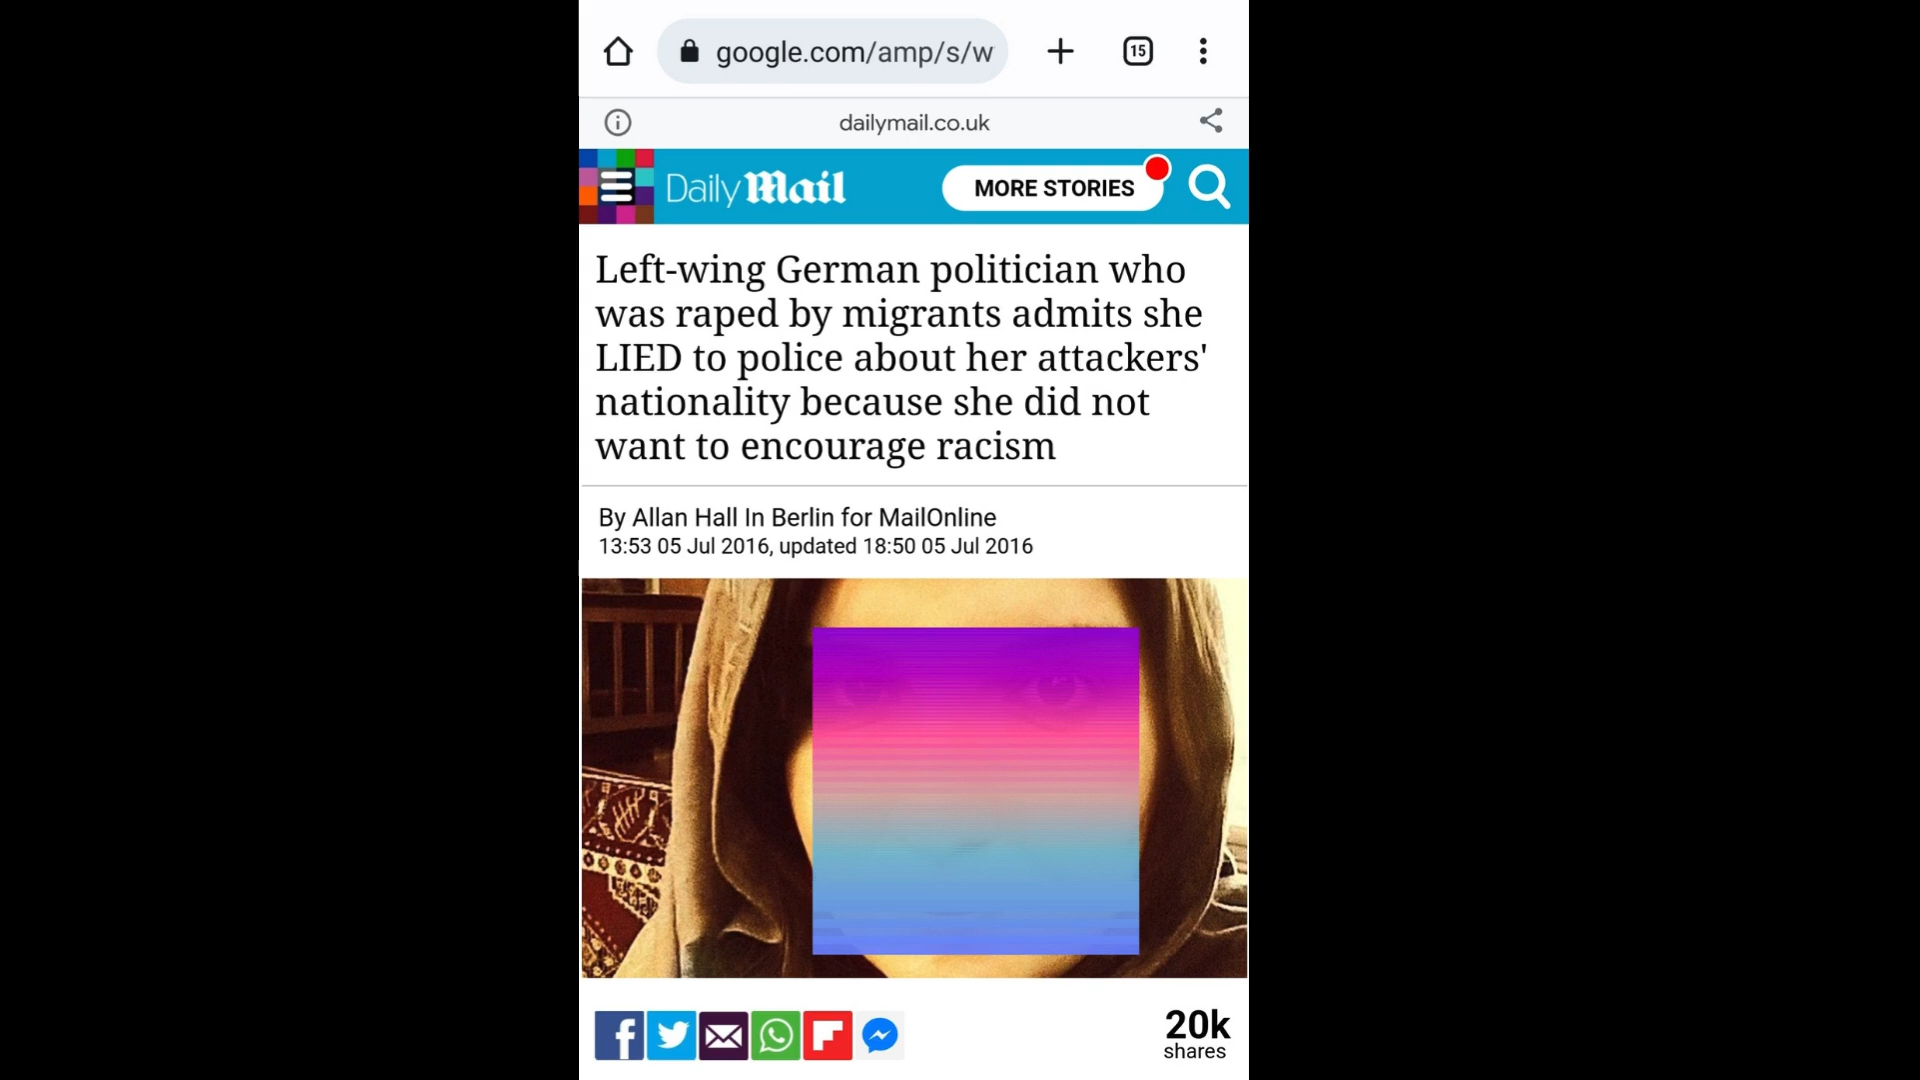 google.com/amp/s/w
15
dailymail.co.uk
Daily Mail
MORE STORIES
Left-wing German politician who
was raped by migrants admits she
LIED to police about her attackers'
nationality because she did not
want to encourage racism
By Allan Hall In Berlin for MailOnline
13:53 05 Jul 2016, updated 18:50 05 Jul 2016
20k
shares